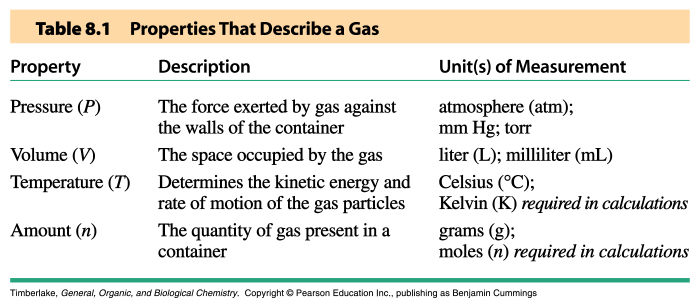 Table 8.1 Properties That Describe a Gas
Property Description Unit(s) of Measurement
Pressure (P) The force exerted by gas against atmosphere (atm);
the walls of the container mm Hg; torr
Volume (V) The space occupied by the gas liter (L); milliliter (mL)
Temperature (T) Determines the kinetic energy and Celsius (°C);
rate of motion of the gas particles Kelvin (K) required in calculations
Amount (n) The quantity of gas present in a grams (g);
container moles (n) required in calculations
Timberlake, General, Organic, and Biological Chemistry. Copyright © Pearson Education Inc., publishing as Benjamin Cummings